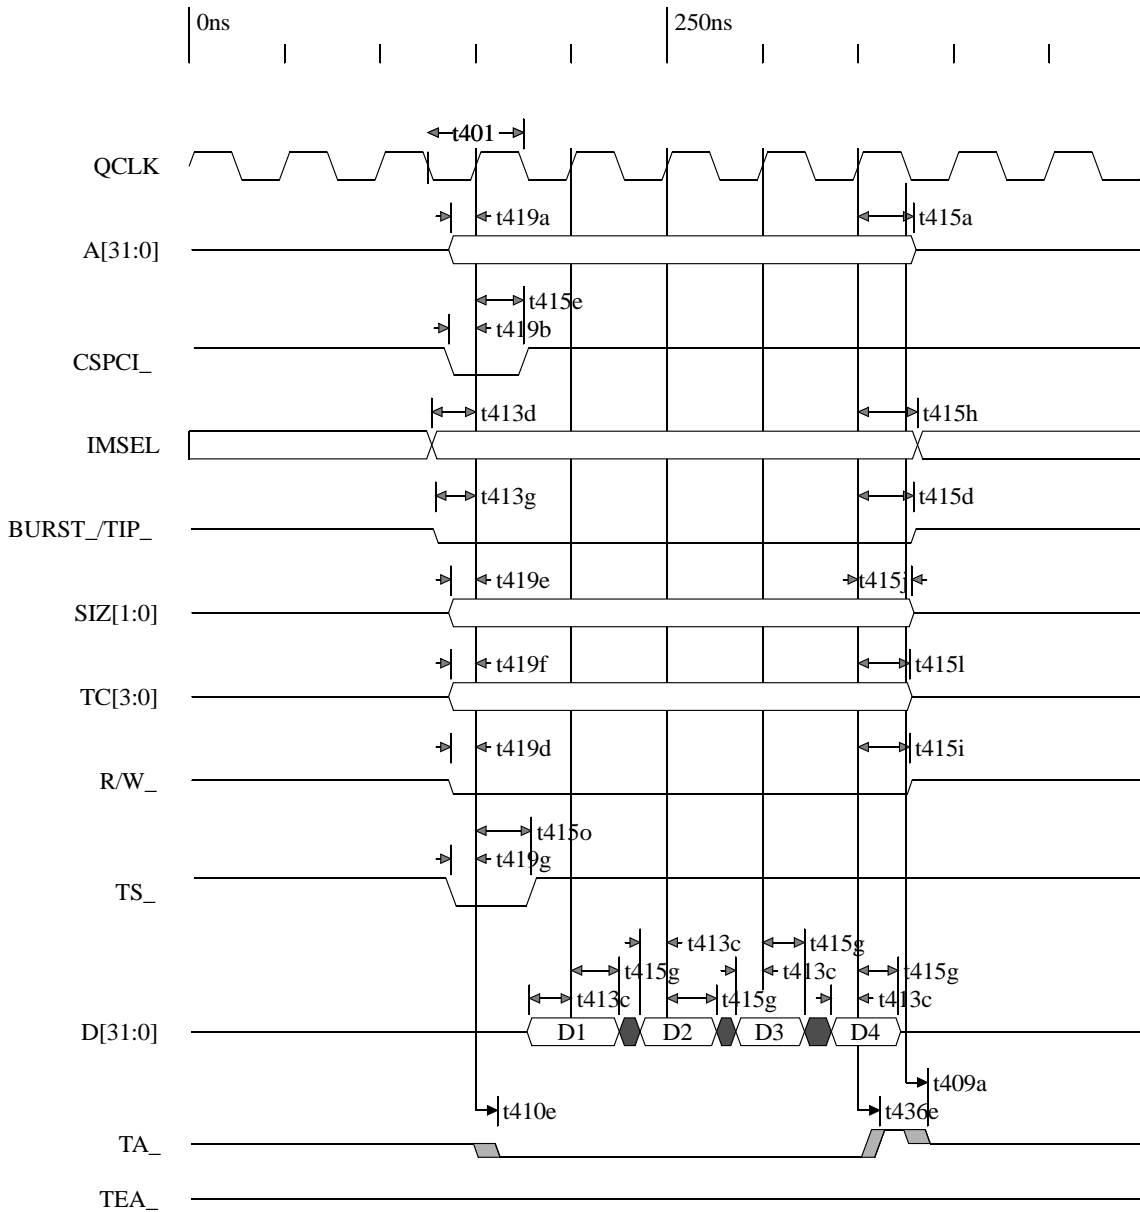 0ns 250ns
t401
QCLK
t419a t415a
A[31:0]
t415e
t419b
CSPCI_
t413d t415h
IMSEL
t413g t415d
BURST_/TIP_
t419e t415j
SIZ[1:0]
t419f t415l
TC[3:0]
t419d t415i
R/W_
t415o
t419g
TS_
t413c t415g
t415g t413c t415g
t413c t415g t413c
D[31:0] D1 D2 D3 D4
t409a
t410e t436e
TA_
TEA_